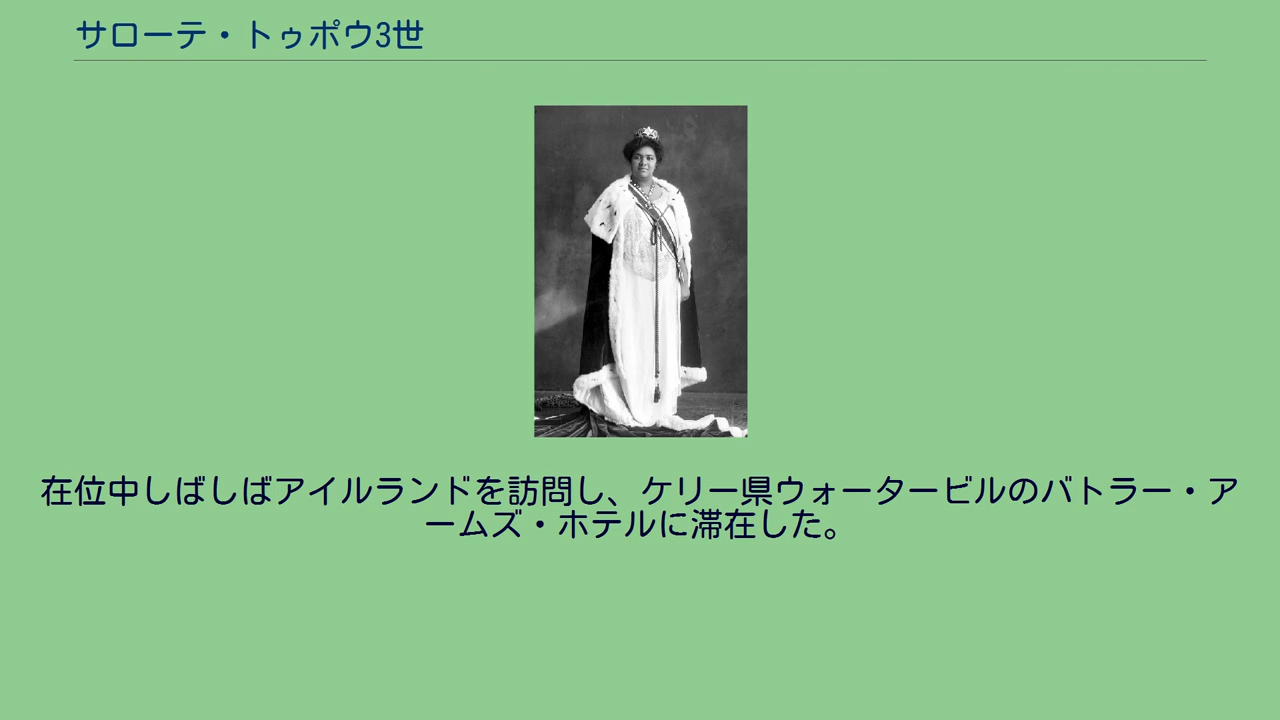 サローテ・トゥポウ3世
在位中しばしばアイルランドを訪問し、ケリー県ウォータービルのバトラー・ア
ームズ・ホテルに滞在した。